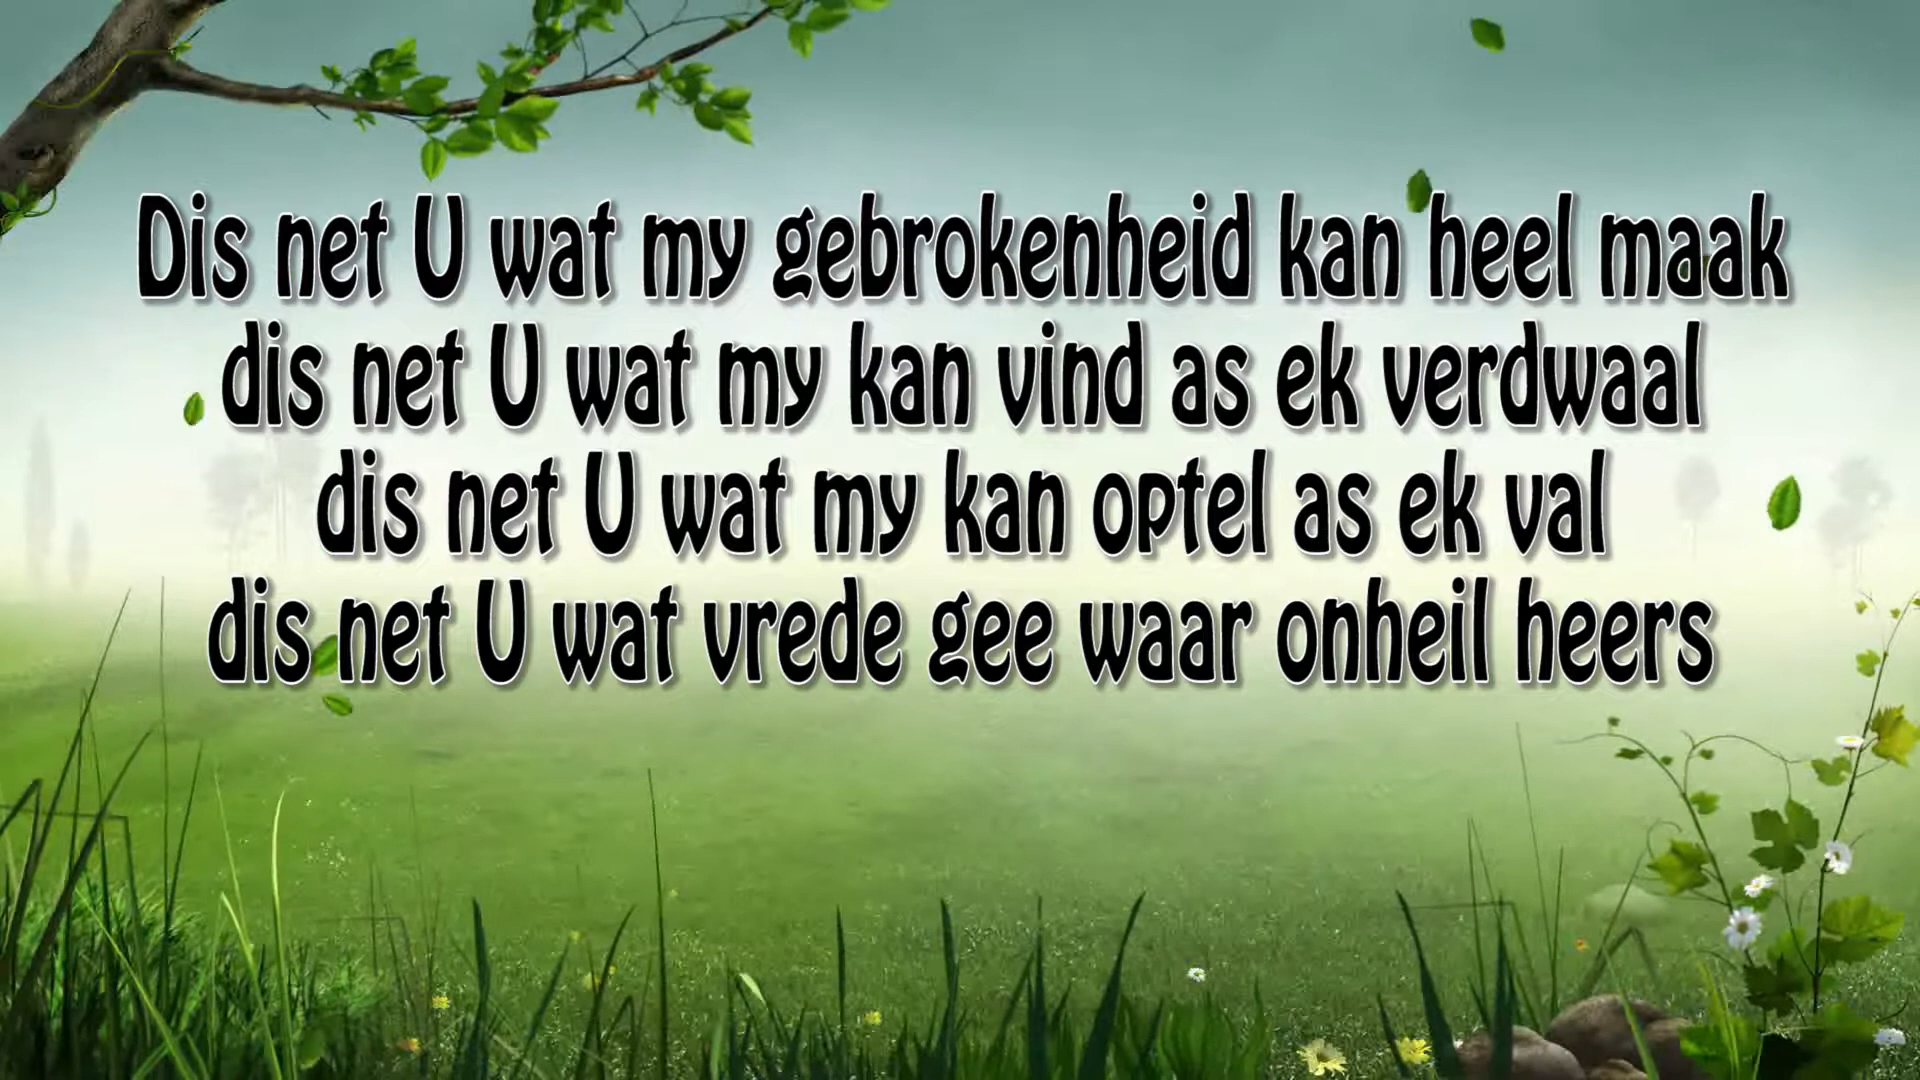 Dis net U wat my gebrokenheid kan heel maak
dis net U wat my kan vind as ek verdwaal
dis net U wat my kan optel as ek val
dis net U wat vrede gee waar onheil heers